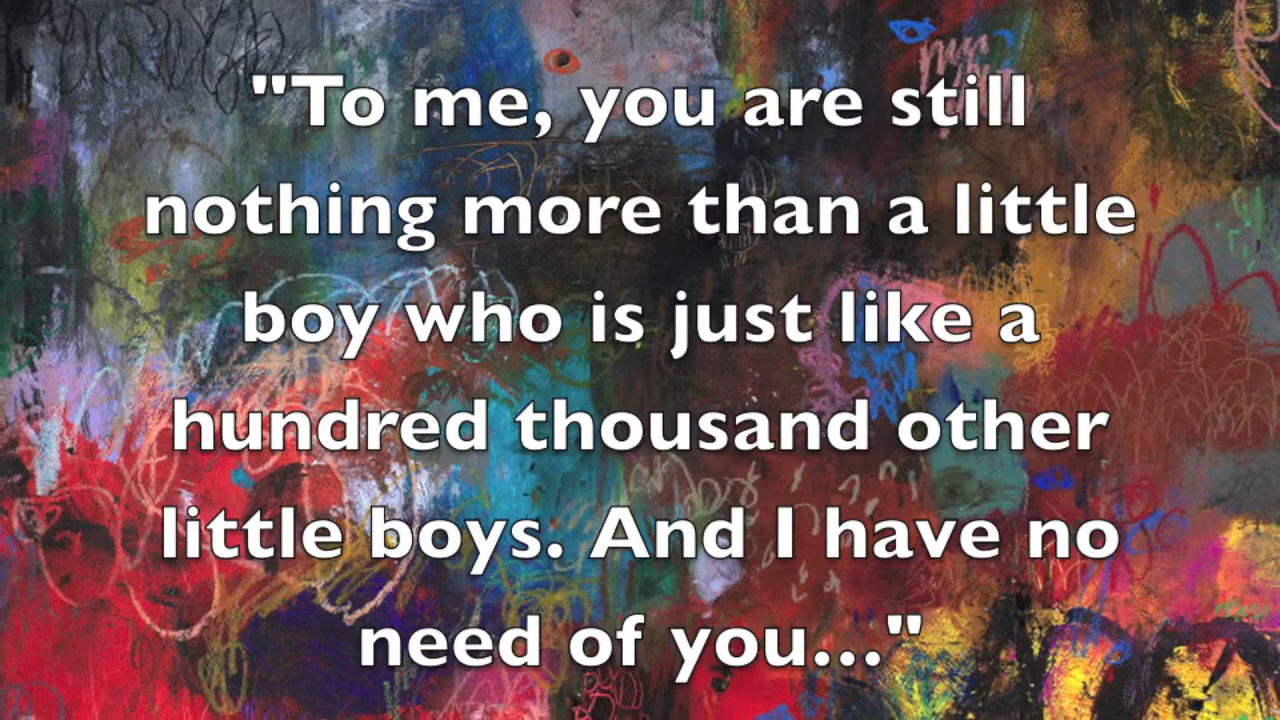 "To me, you are still
nothing more than a little
boy who is just like a
hundred thousand other
little boys. And I have no
need of you..."